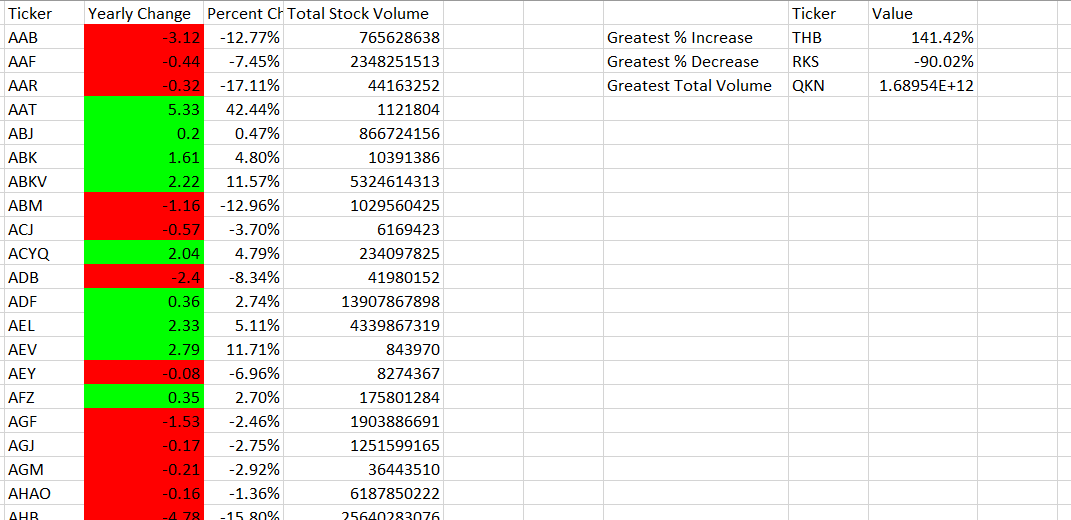 Ticker Yearly Change Percent Ch Total Stock Volume Ticker Value
AAB -3.12 -12.77% 765628638 Greatest % Increase THB 141.42%
AAF -0.44 -7.45% 2348251513 Greatest % Decrease RKS -90.02%
AAR -0.32 -17.11% 44163252 Greatest Total Volume QKN 1.68954E+12
AAT 5.33 42.44% 1121804
ABJ 0.2 0.47% 866724156
ABK 1.61 4.80% 10391386
ABKV 2.22 11.57% 5324614313
ABM -1.16 -12.96% 1029560425
ACJ -0.57 -3.70% 6169423
ACYQ 2.04 4.79% 234097825
ADB -2.4 -8.34% 41980152
ADF 0.36 2.74% 13907867898
AEL 2.33 5.11% 4339867319
AEV 2.79 11.71% 843970
AEY -0.08 -6.96% 8274367
AFZ 0.35 2.70% 175801284
AGF -1.53 -2.46% 1903886691
AGJ -0.17 -2.75% 1251599165
AGM -0.21 -2.92% 36443510
AHAO -0.16 -1.36% 6187850222
AHB -4.78 -15.80% 25640283076